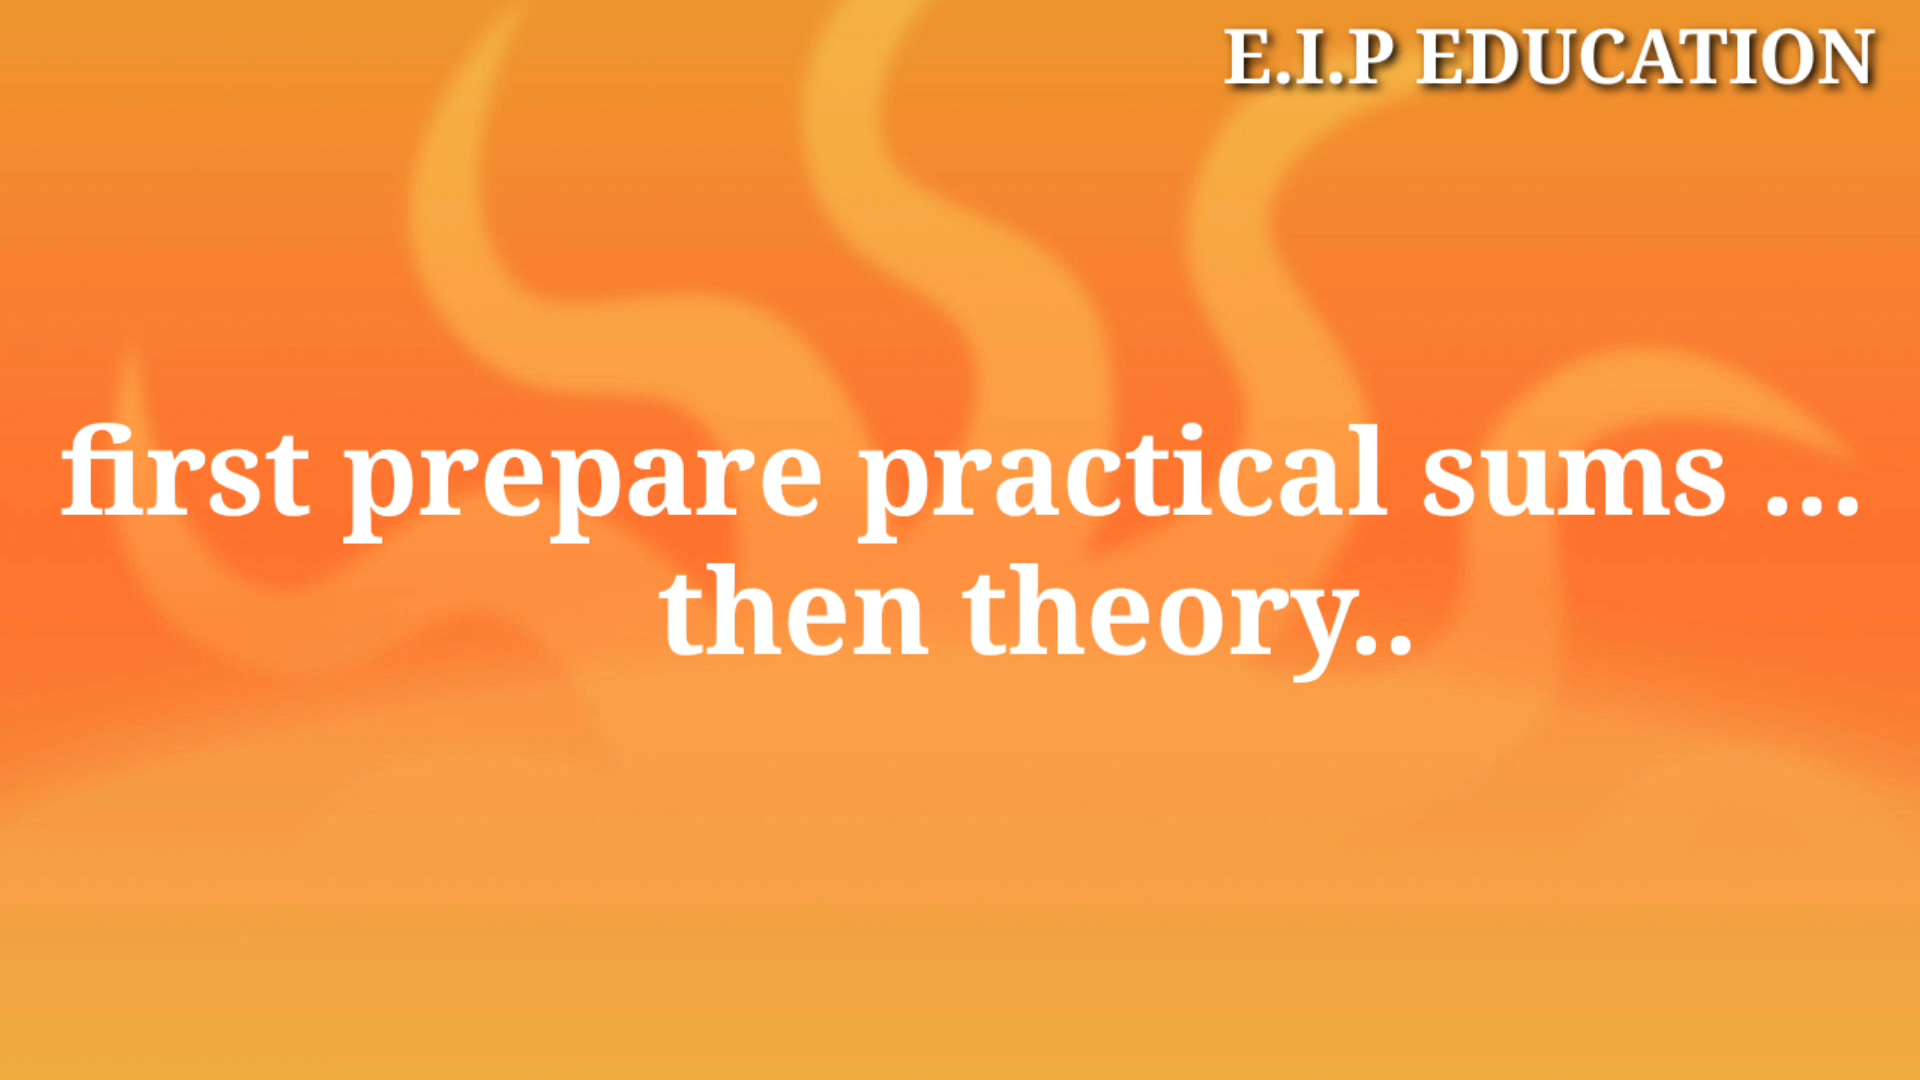 E.I.P EDUCATION
first prepare practical sums ...
then theory..